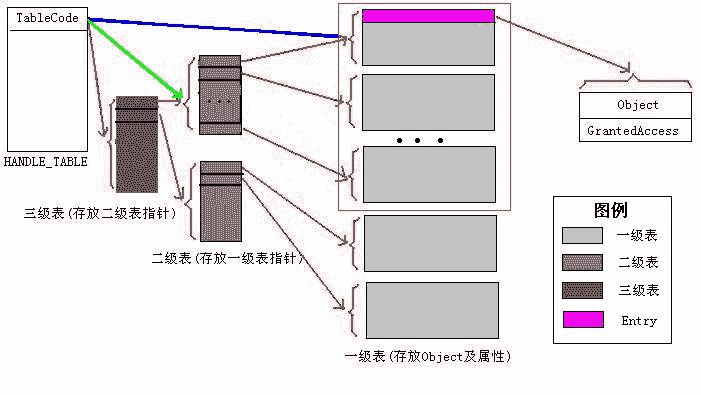 TableCode
HANDLE_TABLE
三级表(存放二级表指针)
二级表(存放一级表指针)
一级表(存放Object及属性)
Object
GrantedAccess
图例
一级表
二级表
三级表
Entry